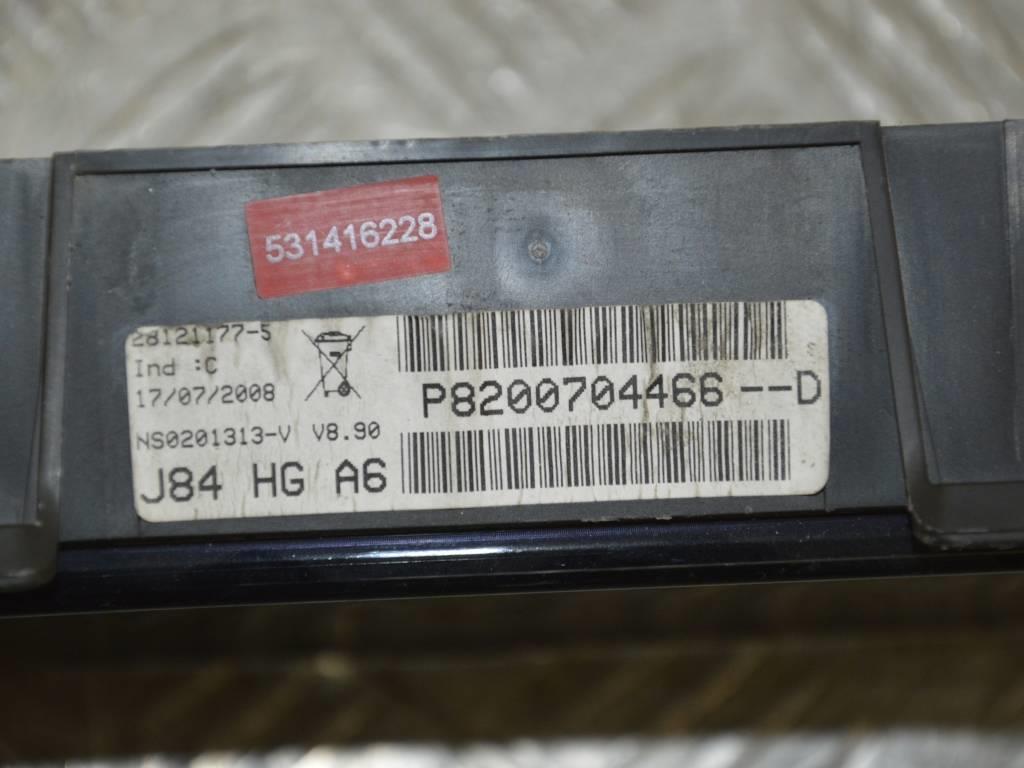 531416228
28121177-5
Ind :C
17/07/2008
NS0201313-V V8.90
J84 HG A6
P8200704466--D